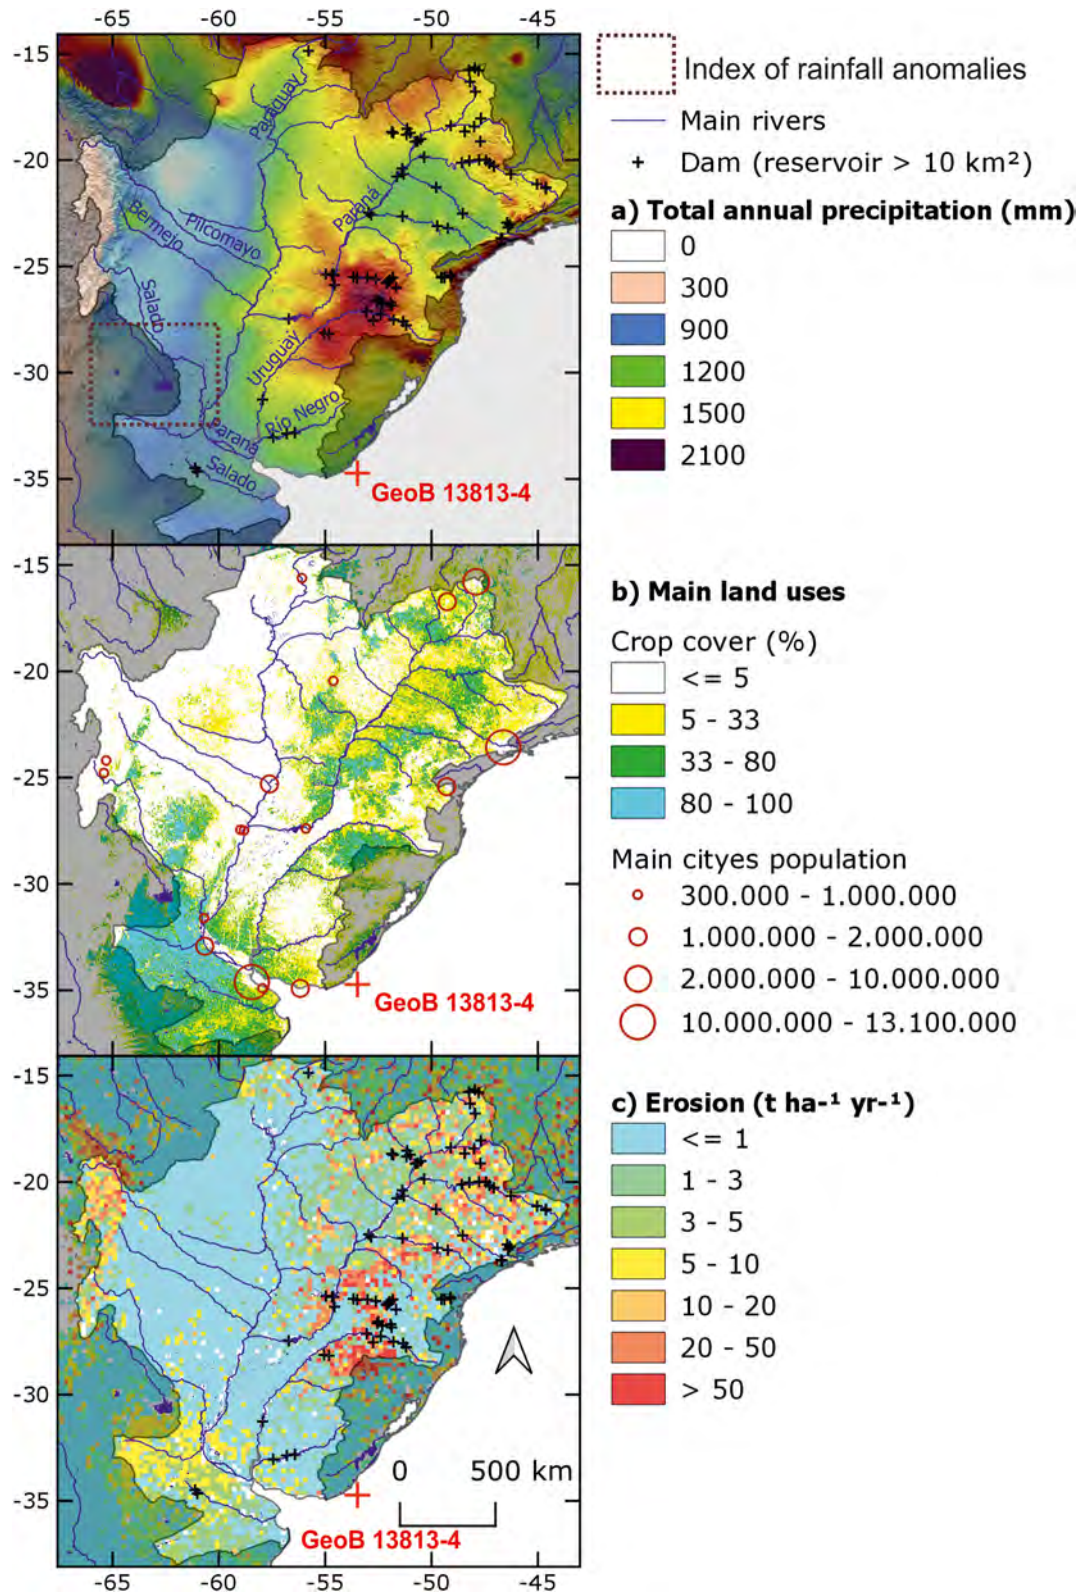 -65 -60 -55 -50 -45
-15
-20
-25
-30
-35
Paraguay
Paraná
Pilcomayo
Bermejo
Salado
Uruguay
Río Negro
Paraná
Salado
GeoB 13813-4
Index of rainfall anomalies
Main rivers
Dam (reservoir > 10 km²)
a) Total annual precipitation (mm)
0
300
900
1200
1500
2100
-15
-20
-25
-30
-35
GeoB 13813-4
b) Main land uses
Crop cover (%)
<= 5
5 - 33
33 - 80
80 - 100
Main cityes population
300.000 - 1.000.000
1.000.000 - 2.000.000
2.000.000 - 10.000.000
10.000.000 - 13.100.000
-15
-20
-25
-30
-35
0 500 km
GeoB 13813-4
c) Erosion (t ha-¹ yr-¹)
<= 1
1 - 3
3 - 5
5 - 10
10 - 20
20 - 50
> 50
-65 -60 -55 -50 -45